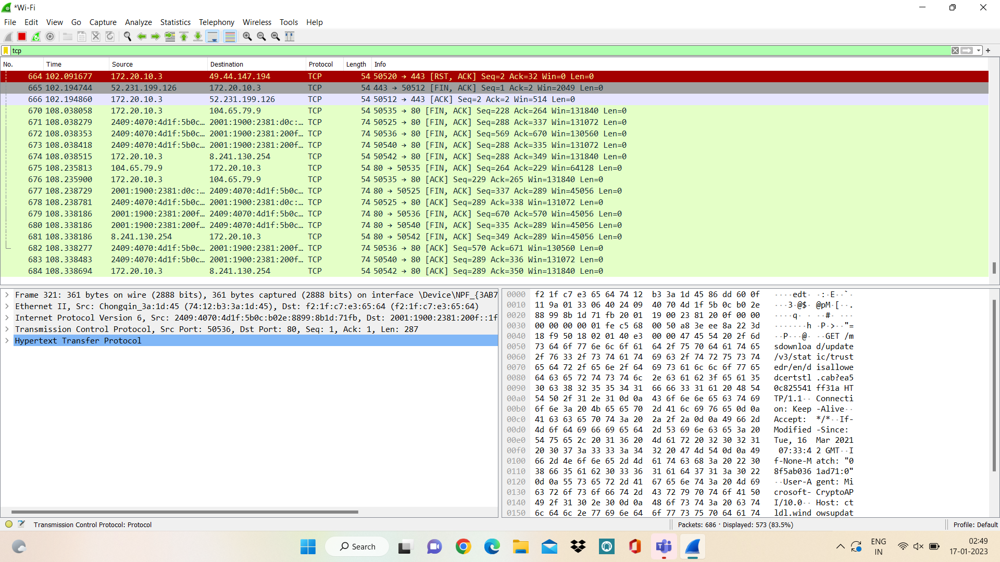 *Wi-Fi
File Edit View Go Capture Analyze Statistics Telephony Wireless Tools Help
tcp
No. Time Source Destination Protocol Length Info
664 102.091677 172.20.10.3 49.44.147.194 TCP 54 50520 → 443 [RST, ACK] Seq=2 Ack=32 Win=0 Len=0
665 102.194744 52.231.199.126 172.20.10.3 TCP 54 443 → 50512 [FIN, ACK] Seq=1 Ack=2 Win=2049 Len=0
666 102.194860 172.20.10.3 52.231.199.126 TCP 54 50512 → 443 [ACK] Seq=2 Ack=2 Win=514 Len=0
670 108.038058 172.20.10.3 104.65.79.9 TCP 54 50535 → 80 [FIN, ACK] Seq=228 Ack=264 Win=131840 Len=0
671 108.038279 2409:4070:4d1f:5b0c… 2001:1900:2381:d0c:… TCP 74 50525 → 80 [FIN, ACK] Seq=288 Ack=337 Win=131072 Len=0
672 108.038353 2409:4070:4d1f:5b0c… 2001:1900:2381:200f… TCP 74 50536 → 80 [FIN, ACK] Seq=569 Ack=670 Win=130560 Len=0
673 108.038418 2409:4070:4d1f:5b0c… 2001:1900:2381:200f… TCP 74 50540 → 80 [FIN, ACK] Seq=288 Ack=335 Win=131072 Len=0
674 108.038515 172.20.10.3 8.241.130.254 TCP 54 50542 → 80 [FIN, ACK] Seq=288 Ack=349 Win=131840 Len=0
675 108.235813 104.65.79.9 172.20.10.3 TCP 54 80 → 50535 [FIN, ACK] Seq=264 Ack=229 Win=64128 Len=0
676 108.235900 172.20.10.3 104.65.79.9 TCP 54 50535 → 80 [ACK] Seq=229 Ack=265 Win=131840 Len=0
677 108.238729 2001:1900:2381:d0c:… 2409:4070:4d1f:5b0c… TCP 74 80 → 50525 [FIN, ACK] Seq=337 Ack=289 Win=45056 Len=0
678 108.238781 2409:4070:4d1f:5b0c… 2001:1900:2381:d0c:… TCP 74 50525 → 80 [ACK] Seq=289 Ack=338 Win=131072 Len=0
679 108.338186 2001:1900:2381:200f… 2409:4070:4d1f:5b0c… TCP 74 80 → 50536 [FIN, ACK] Seq=670 Ack=570 Win=45056 Len=0
680 108.338186 2001:1900:2381:200f… 2409:4070:4d1f:5b0c… TCP 74 80 → 50540 [FIN, ACK] Seq=335 Ack=289 Win=45056 Len=0
681 108.338186 8.241.130.254 172.20.10.3 TCP 54 80 → 50542 [FIN, ACK] Seq=349 Ack=289 Win=45056 Len=0
682 108.338277 2409:4070:4d1f:5b0c… 2001:1900:2381:200f… TCP 74 50536 → 80 [ACK] Seq=570 Ack=671 Win=130560 Len=0
683 108.338483 2409:4070:4d1f:5b0c… 2001:1900:2381:200f… TCP 74 50540 → 80 [ACK] Seq=289 Ack=336 Win=131072 Len=0
684 108.338694 172.20.10.3 8.241.130.254 TCP 54 50542 → 80 [ACK] Seq=289 Ack=350 Win=131840 Len=0
Frame 321: 361 bytes on wire (2888 bits), 361 bytes captured (2888 bits) on interface \Device\NPF_{3AB7
Ethernet II, Src: Chongqin_3a:1d:45 (74:12:b3:3a:1d:45), Dst: f2:1f:c7:e3:65:64 (f2:1f:c7:e3:65:64)
Internet Protocol Version 6, Src: 2409:4070:4d1f:5b0c:b02e:8899:8b1d:71fb, Dst: 2001:1900:2381:200f::1f
Transmission Control Protocol, Src Port: 50536, Dst Port: 80, Seq: 1, Ack: 1, Len: 287
Hypertext Transfer Protocol
0000 f2 1f c7 e3 65 64 74 12 b3 3a 1d 45 86 dd 60 0f ····edt· ·:·E··`·
0010 11 9a 01 33 06 40 24 09 40 70 4d 1f 5b 0c b0 2e ···3·@$· @pM·[··.
0020 88 99 8b 1d 71 fb 20 01 19 00 23 81 20 0f 00 00 ····q· · ··#· ···
0030 00 00 00 00 01 fe c5 68 00 50 a8 3e ee 8a 22 3d ·······h ·P·>··"=
0040 18 f9 50 18 02 01 40 e3 00 00 47 45 54 20 2f 6d ··P···@· ··GET /m
0050 73 64 6f 77 6e 6c 6f 61 64 2f 75 70 64 61 74 65 sdownloa d/update
0060 2f 76 33 2f 73 74 61 74 69 63 2f 74 72 75 73 74 /v3/stat ic/trust
0070 65 64 72 2f 65 6e 2f 64 69 73 61 6c 6c 6f 77 65 edr/en/d isallowe
0080 64 63 65 72 74 73 74 6c 2e 63 61 62 3f 65 61 35 dcertstl .cab?ea5
0090 30 63 38 32 35 35 34 31 66 66 33 31 61 20 48 54 0c825541 ff31a HT
00a0 54 50 2f 31 2e 31 0d 0a 43 6f 6e 6e 65 63 74 69 TP/1.1·· Connecti
00b0 6f 6e 3a 20 4b 65 65 70 2d 41 6c 69 76 65 0d 0a on: Keep -Alive··
00c0 41 63 63 65 70 74 3a 20 2a 2f 2a 0d 0a 49 66 2d Accept: */*··If-
00d0 4d 6f 64 69 66 69 65 64 2d 53 69 6e 63 65 3a 20 Modified -Since:
00e0 54 75 65 2c 20 31 36 20 4d 61 72 20 32 30 32 31 Tue, 16 Mar 2021
00f0 20 30 37 3a 33 33 3a 34 32 20 47 4d 54 0d 0a 49 07:33:4 2 GMT··I
0100 66 2d 4e 6f 6e 65 2d 4d 61 74 63 68 3a 20 22 30 f-None-M atch: "0
0110 38 66 35 61 62 30 33 36 31 61 64 37 31 3a 30 22 8f5ab036 1ad71:0"
0120 0d 0a 55 73 65 72 2d 41 67 65 6e 74 3a 20 4d 69 ··User-A gent: Mi
0130 63 72 6f 73 6f 66 74 2d 43 72 79 70 74 6f 41 50 crosoft- CryptoAP
0140 49 2f 31 30 2e 30 0d 0a 48 6f 73 74 3a 20 63 74 I/10.0·· Host: ct
0150 6c 64 6c 2e 77 69 6e 64 6f 77 73 75 70 64 61 74 ldl.wind owsupdat
Transmission Control Protocol: Protocol Packets: 686 · Displayed: 573 (83.5%) Profile: Default
Search
ENG
IN
02:49
17-01-2023